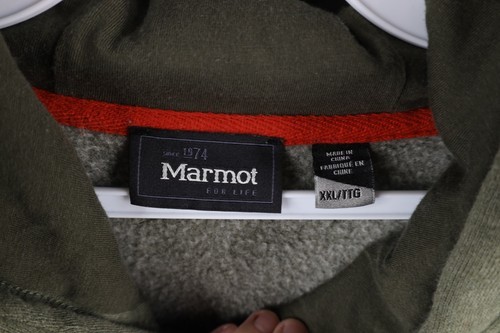 SINCE 1974
Marmot
FOR LIFE
MADE IN
CHINA
FABRIQUÉ EN
CHINE
XXL/TTG